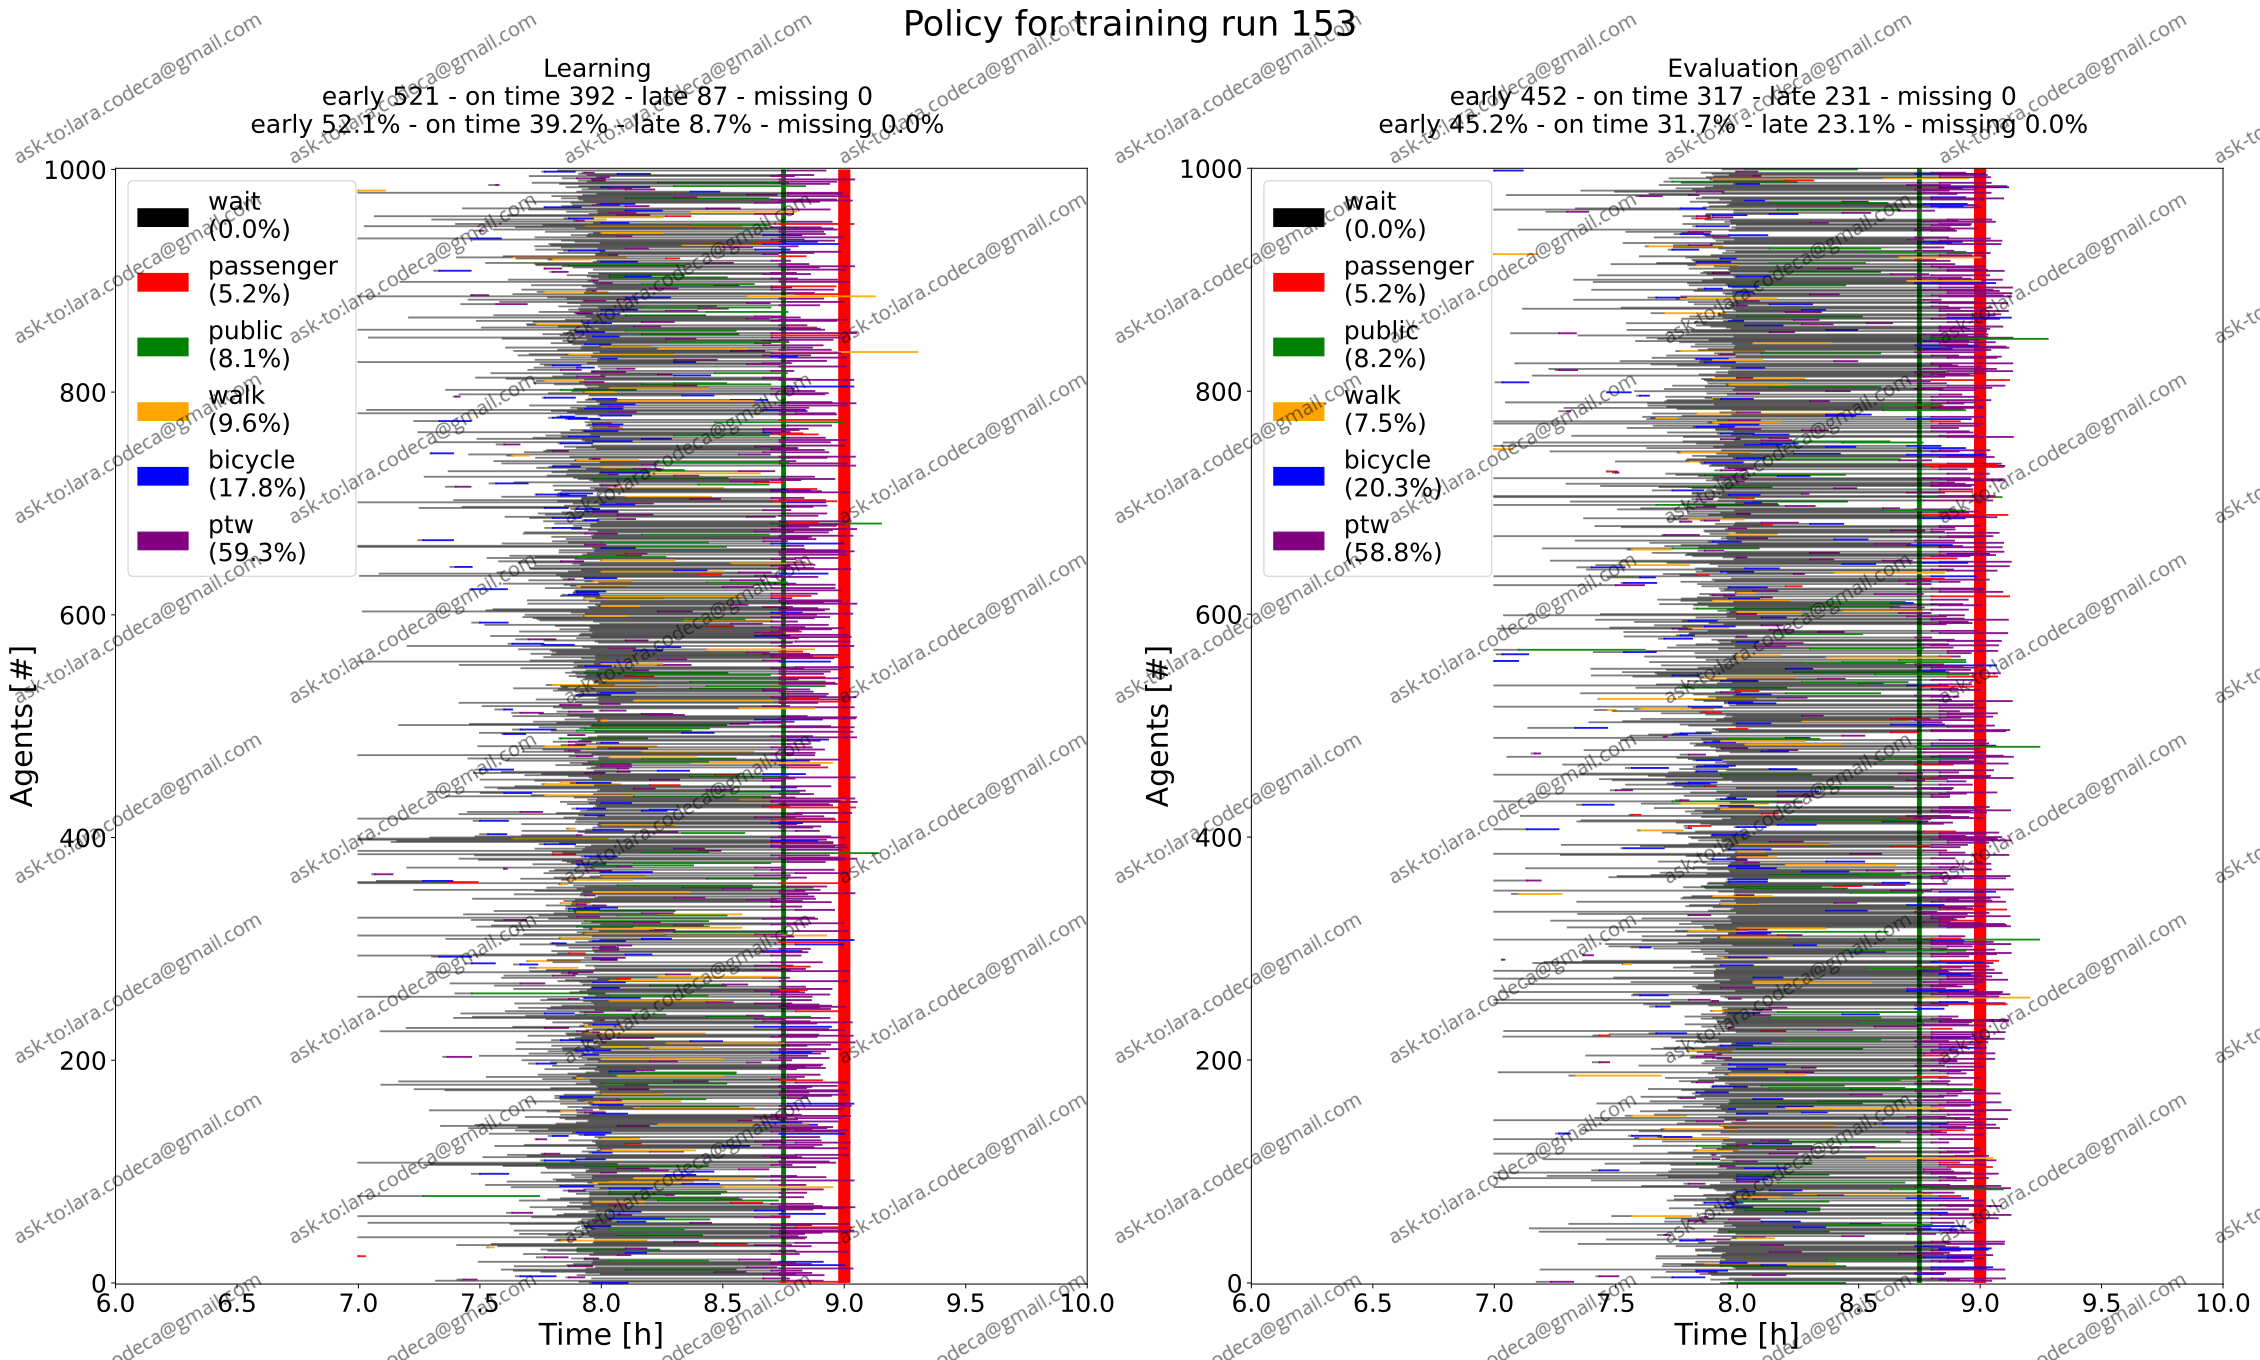 Policy for training run 153
Learning
early 521 - on time 392 - late 87 - missing 0
early 52.1% - on time 39.2% - late 8.7% - missing 0.0%
1000
800
600
400
200
0
Agents [#]
wait
(0.0%)
passenger
(5.2%)
public
(8.1%)
walk
(9.6%)
bicycle
(17.8%)
ptw
(59.3%)
6.0 6.5 7.0 7.5 8.0 8.5 9.0 9.5 10.0
Time [h]
Evaluation
early 452 - on time 317 - late 231 - missing 0
early 45.2% - on time 31.7% - late 23.1% - missing 0.0%
1000
800
600
400
200
0
Agents [#]
wait
(0.0%)
passenger
(5.2%)
public
(8.2%)
walk
(7.5%)
bicycle
(20.3%)
ptw
(58.8%)
6.0 6.5 7.0 7.5 8.0 8.5 9.0 9.5 10.0
Time [h]
ask-to:lara.codeca@gmail.com